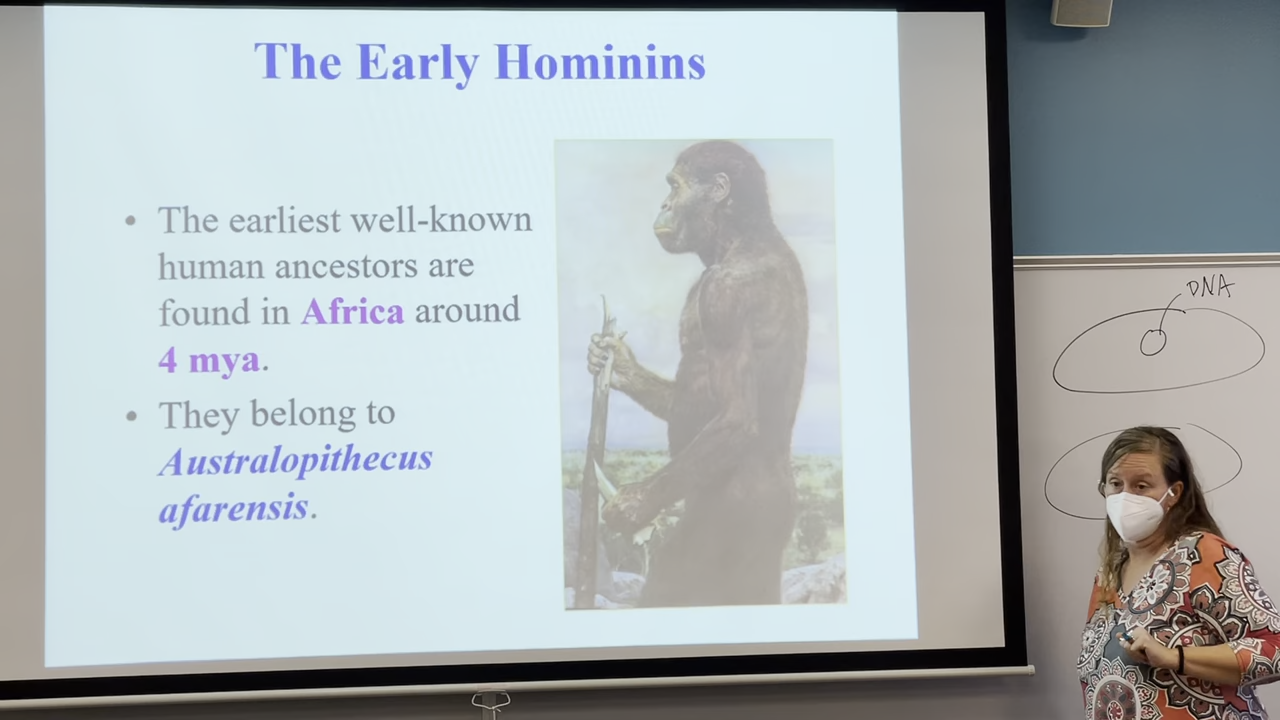 The Early Hominins
• The earliest well-known
human ancestors are
found in Africa around
4 mya.
• They belong to
Australopithecus
afarensis.
DNA